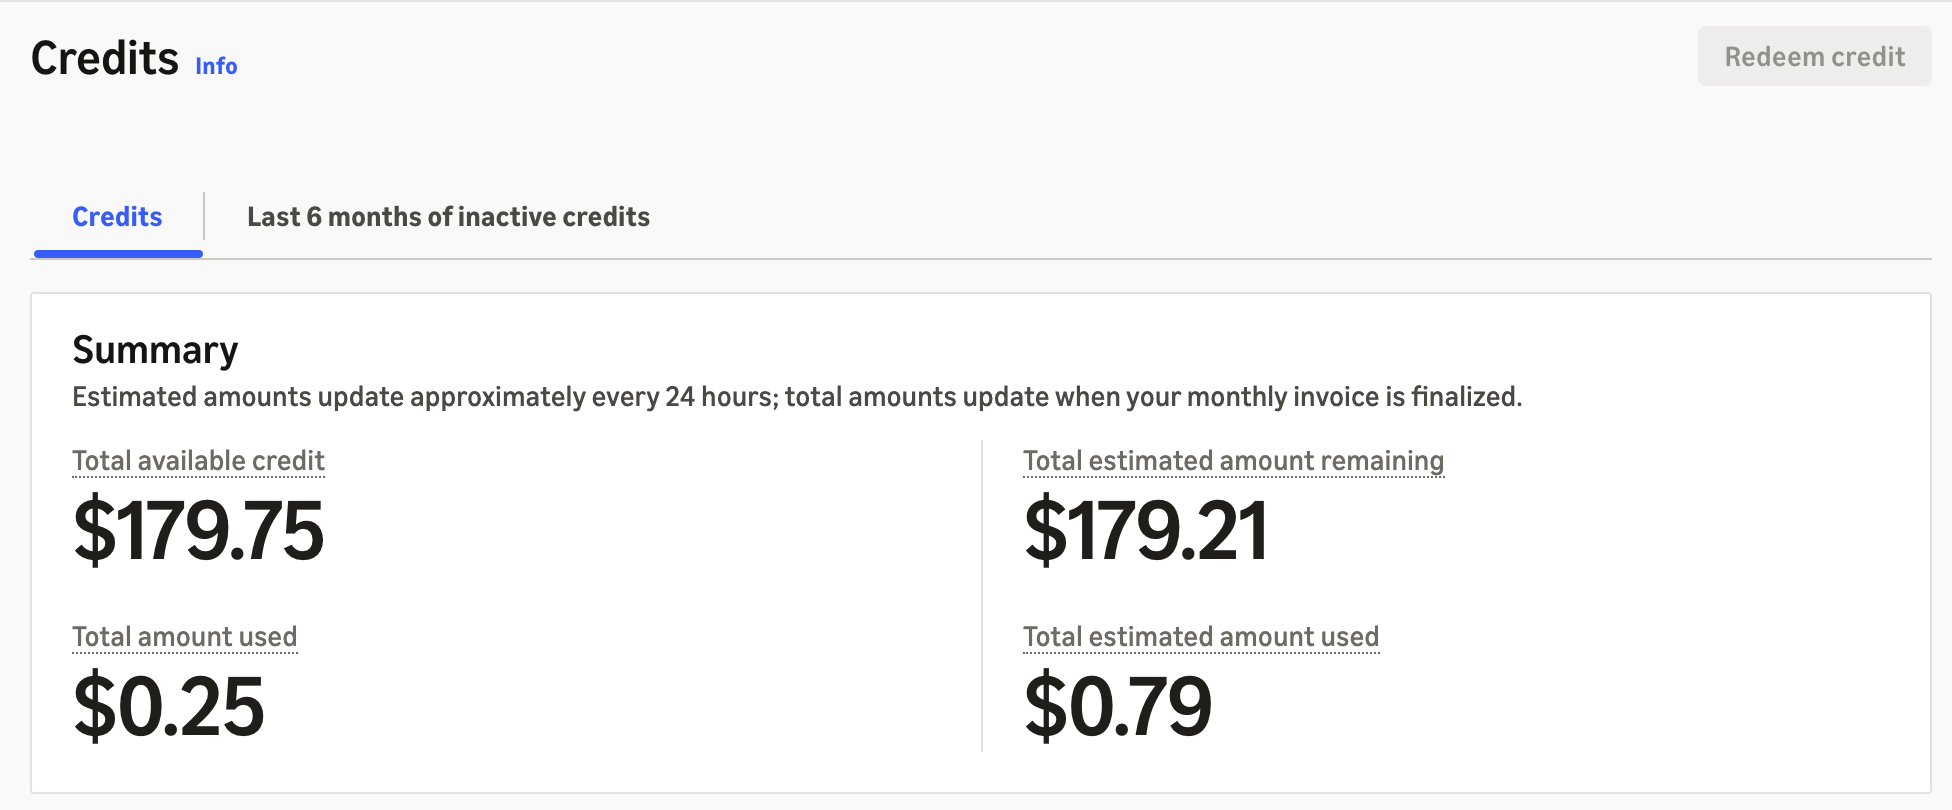 Credits Info
Redeem credit
Credits
Last 6 months of inactive credits
Summary
Estimated amounts update approximately every 24 hours; total amounts update when your monthly invoice is finalized.
Total available credit
$179.75
Total estimated amount remaining
$179.21
Total amount used
$0.25
Total estimated amount used
$0.79